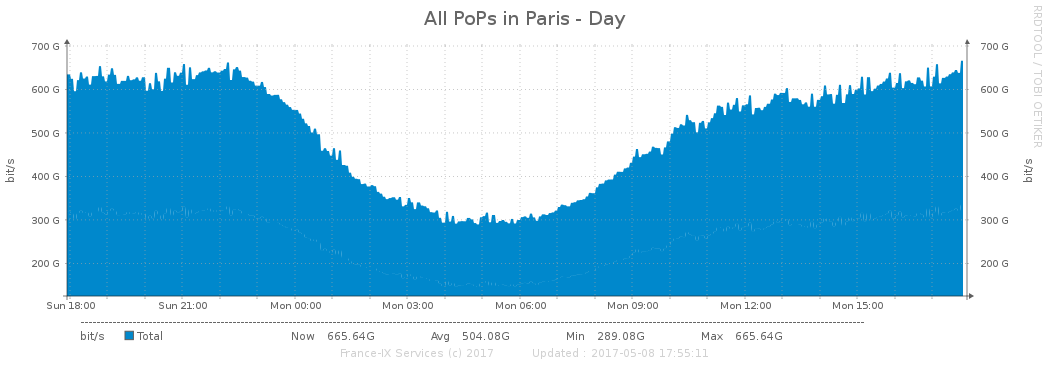 All PoPs in Paris - Day
RRDTOOL / TOBI OETIKER
bit/s
700 G 700 G
600 G 600 G
500 G 500 G
400 G 400 G
300 G 300 G
200 G 200 G
bit/s
Sun 18:00 Sun 21:00 Mon 00:00 Mon 03:00 Mon 06:00 Mon 09:00 Mon 12:00 Mon 15:00
bit/s Total Now 665.64G Avg 504.08G Min 289.08G Max 665.64G
France-IX Services (c) 2017 Updated : 2017-05-08 17:55:11